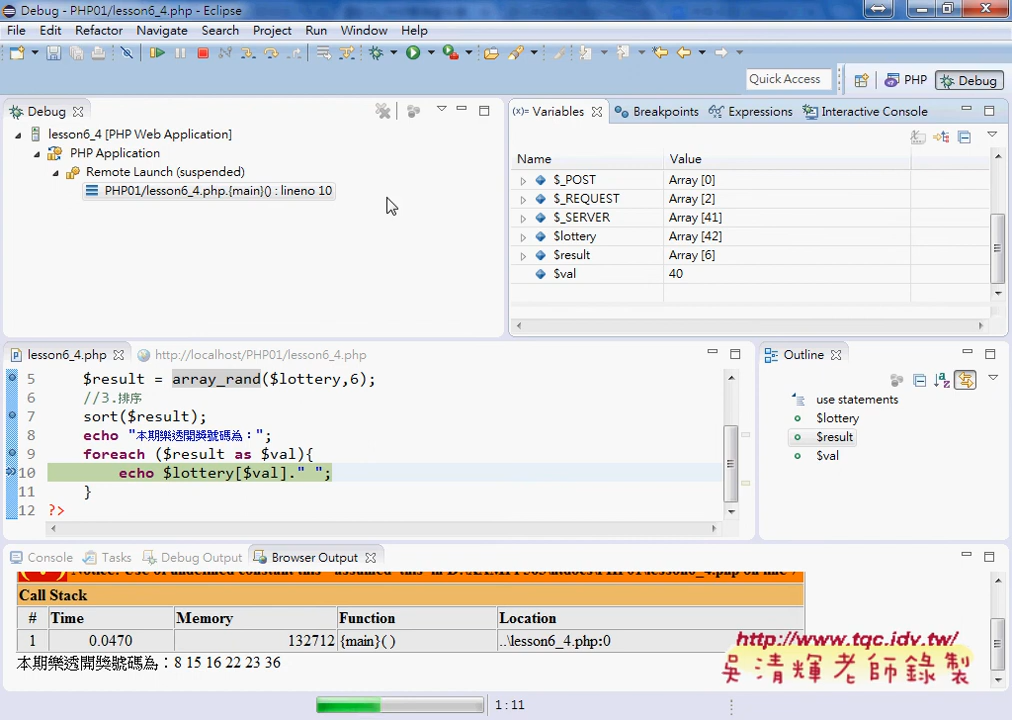 Debug - PHP01/lesson6_4.php - Eclipse
File Edit Refactor Navigate Search Project Run Window Help
Quick Access PHP Debug
Debug
lesson6_4 [PHP Web Application]
PHP Application
Remote Launch (suspended)
PHP01/lesson6_4.php.{main}() : lineno 10
(x)= Variables Breakpoints Expressions Interactive Console
Name Value
$_POST Array [0]
$_REQUEST Array [2]
$_SERVER Array [41]
$lottery Array [42]
$result Array [6]
$val 40
lesson6_4.php http://localhost/PHP01/lesson6_4.php
5 $result = array_rand($lottery,6);
6 //3.排序
7 sort($result);
8 echo "本期樂透開獎號碼為：";
9 foreach ($result as $val){
10 echo $lottery[$val]." ";
11 }
12 ?>
Outline
use statements
$lottery
$result
$val
Console Tasks Debug Output Browser Output
Call Stack
# Time Memory Function Location
1 0.0470 132712 {main}( ) ..\lesson6_4.php:0
本期樂透開獎號碼為：8 15 16 22 23 36
http://www.tqc.idv.tw/
吳清輝老師錄製
1 : 11